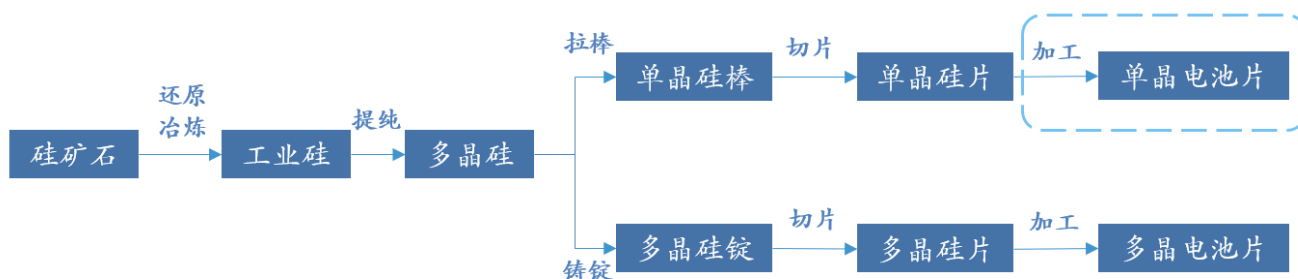 硅矿石
还原
冶炼
工业硅
提纯
多晶硅
拉棒
单晶硅棒
切片
单晶硅片
加工
单晶电池片
铸锭
多晶硅锭
切片
多晶硅片
加工
多晶电池片